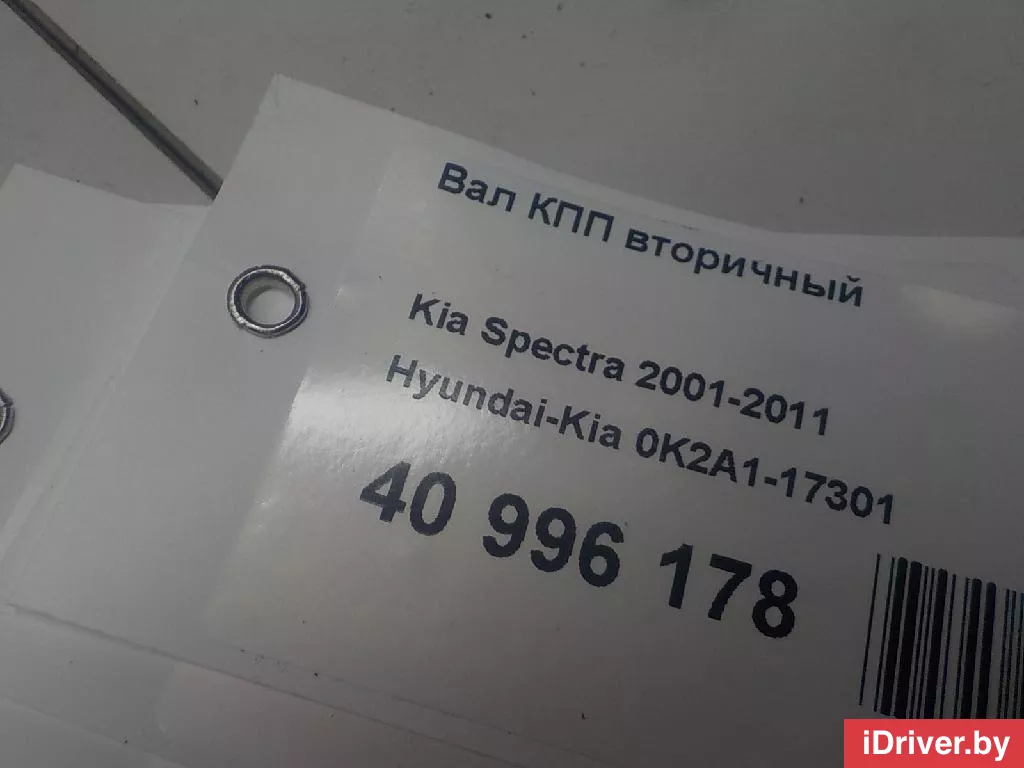 Вал КПП вторичный
Kia Spectra 2001-2011
Hyundai-Kia 0K2A1-17301
40 996 178
iDriver.by